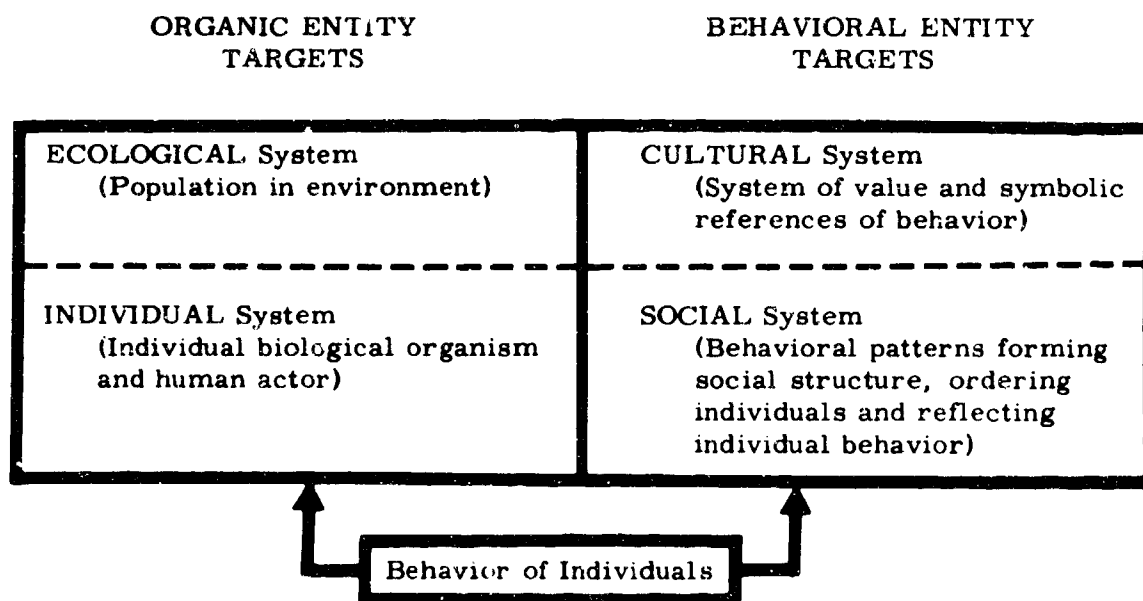 ORGANIC ENTITY
TARGETS
BEHAVIORAL ENTITY
TARGETS
ECOLOGICAL System
(Population in environment)
CULTURAL System
(System of value and symbolic
references of behavior)
INDIVIDUAL System
(Individual biological organism
and human actor)
SOCIAL System
(Behavioral patterns forming
social structure, ordering
individuals and reflecting
individual behavior)
Behavior of Individuals